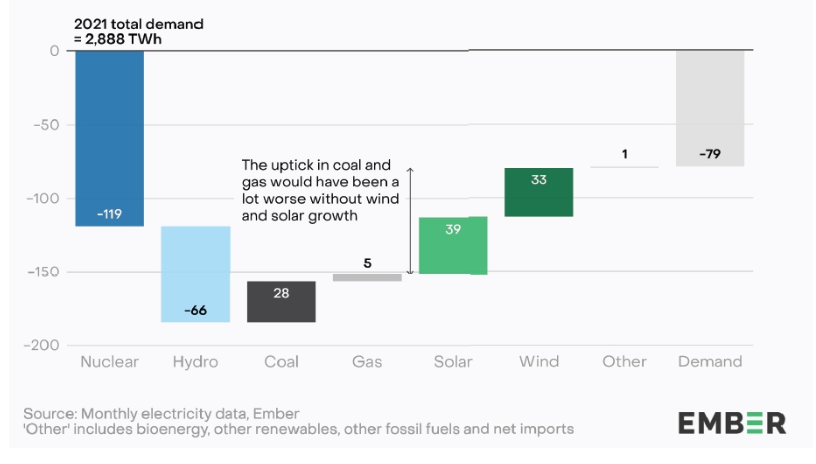 2021 total demand
= 2,888 TWh
0
-50
-100
-150
-200
-119
-66
28
5
39
33
1
-79
The uptick in coal and
gas would have been a
lot worse without wind
and solar growth
Nuclear Hydro Coal Gas Solar Wind Other Demand
Source: Monthly electricity data, Ember
'Other' includes bioenergy, other renewables, other fossil fuels and net imports
EMBER